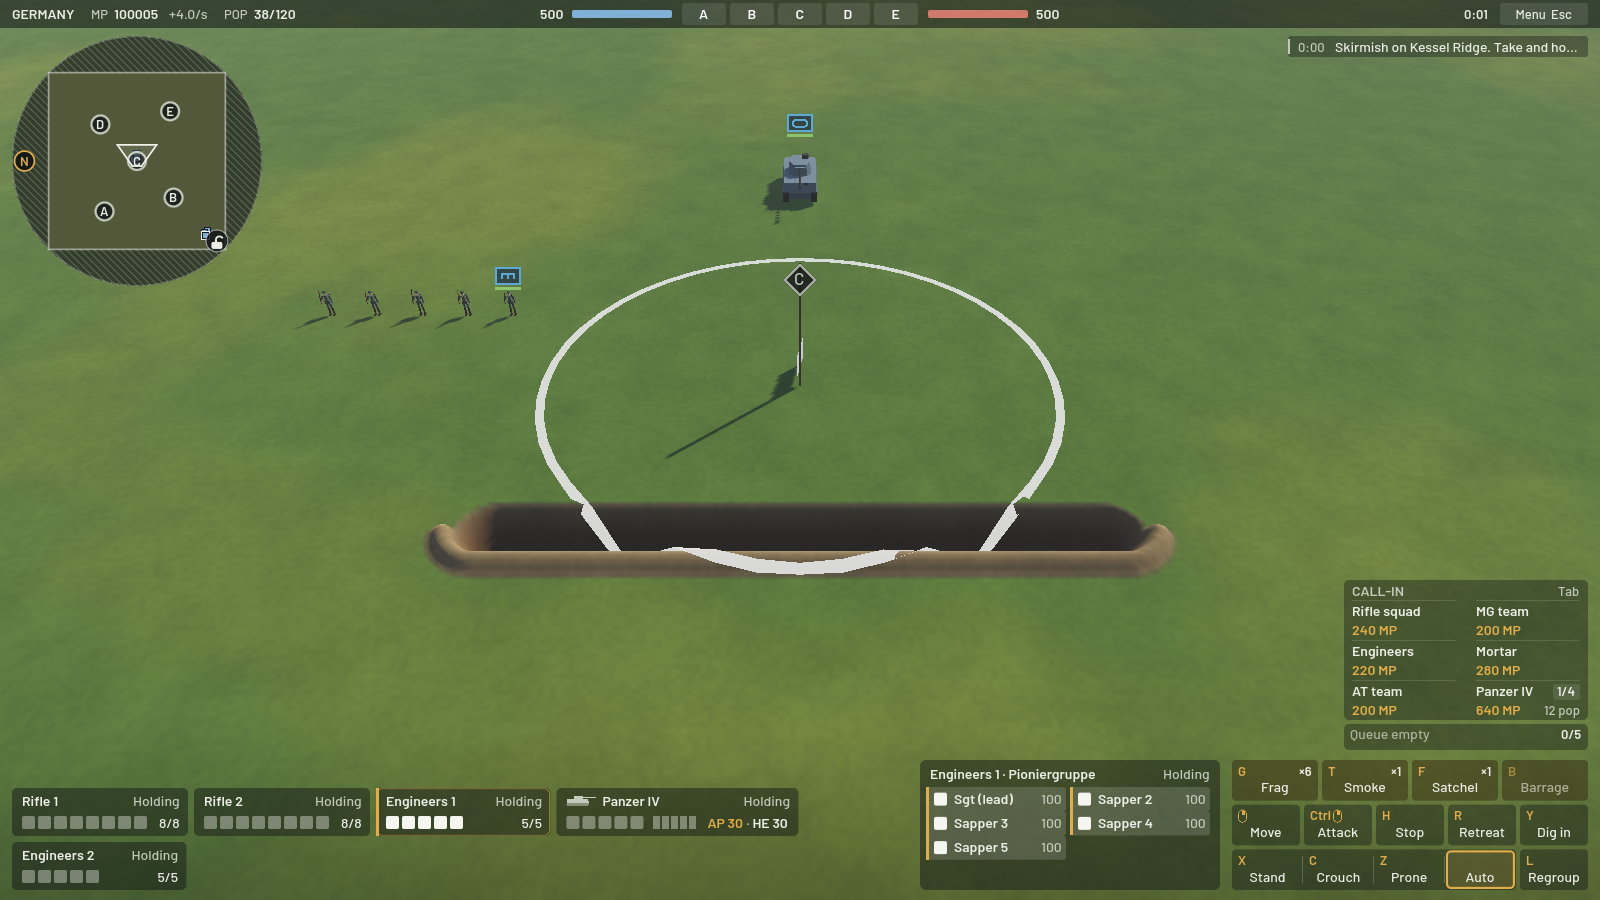 GERMANY MP 100005 +4.0/s POP 38/120
500 A B C D E 500
0:01 Menu Esc
0:00 Skirmish on Kessel Ridge. Take and ho...
E
D
N
C
B
A
C
CALL-IN Tab
Rifle squad MG team
240 MP 200 MP
Engineers Mortar
220 MP 280 MP
AT team Panzer IV 1/4
200 MP 640 MP 12 pop
Queue empty 0/5
Rifle 1 Holding
8/8
Rifle 2 Holding
8/8
Engineers 1 Holding
5/5
Panzer IV Holding
AP 30 · HE 30
Engineers 2 Holding
5/5
Engineers 1 · Pioniergruppe Holding
Sgt (lead) 100 Sapper 2 100
Sapper 3 100 Sapper 4 100
Sapper 5 100
G ×6 T ×1 F ×1 B
Frag Smoke Satchel Barrage
Ctrl H R Y
Move Attack Stop Retreat Dig in
X C Z L
Stand Crouch Prone Auto Regroup